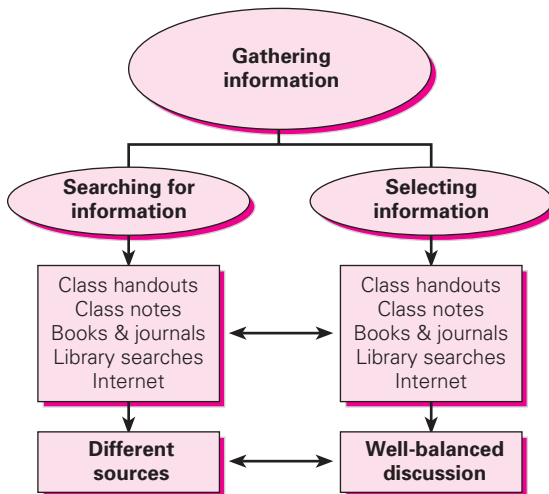 Gathering
information
Searching for
information
Selecting
information
Class handouts
Class notes
Books & journals
Library searches
Internet
Class handouts
Class notes
Books & journals
Library searches
Internet
Different
sources
Well-balanced
discussion